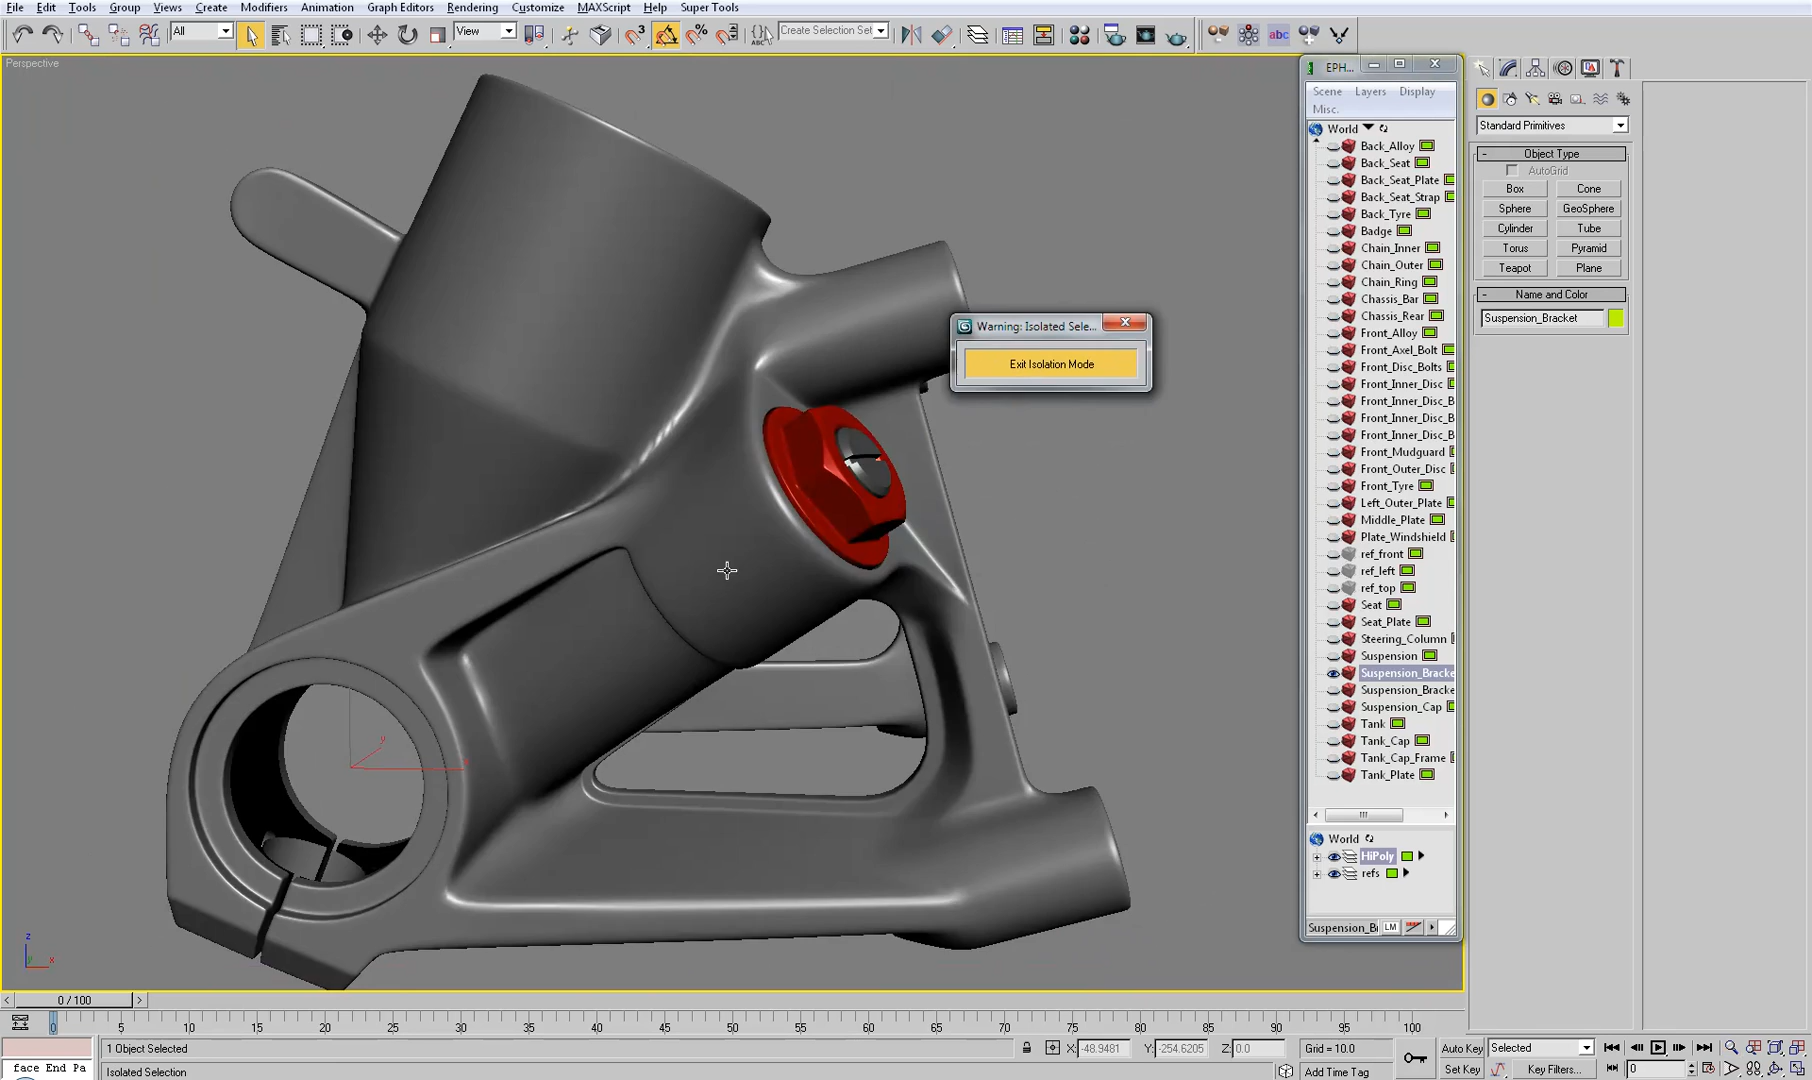 File Edit Tools Group Views Create Modifiers Animation Graph Editors Rendering Customize MAXScript Help Super Tools
All View Create Selection Set abc
Perspective
EPH...
Scene Layers Display
Misc.
World
Back_Alloy
Back_Seat
Back_Seat_Plate
Back_Seat_Strap
Back_Tyre
Badge
Chain_Inner
Chain_Outer
Chain_Ring
Chassis_Bar
Chassis_Rear
Front_Alloy
Front_Axel_Bolt
Front_Disc_Bolts
Front_Inner_Disc
Front_Inner_Disc_B
Front_Inner_Disc_B
Front_Inner_Disc_B
Front_Mudguard
Front_Outer_Disc
Front_Tyre
Left_Outer_Plate
Middle_Plate
Plate_Windshield
ref_front
ref_left
ref_top
Seat
Seat_Plate
Steering_Column
Suspension
Suspension_Bracke
Suspension_Bracke
Suspension_Cap
Tank
Tank_Cap
Tank_Cap_Frame
Tank_Plate
World
HiPoly
refs
Suspension_Br LM
Standard Primitives
- Object Type
AutoGrid
Box Cone
Sphere GeoSphere
Cylinder Tube
Torus Pyramid
Teapot Plane
- Name and Color
Suspension_Bracket
Warning: Isolated Sele...
Exit Isolation Mode
y
x
z
y x
0 / 100
0 5 10 15 20 25 30 35 40 45 50 55 60 65 70 75 80 85 90 95 100
1 Object Selected X: -48.9481 Y: -254.6205 Z: 0.0 Grid = 10.0 Auto Key Selected
face End Pa Isolated Selection Add Time Tag Set Key Key Filters... 0